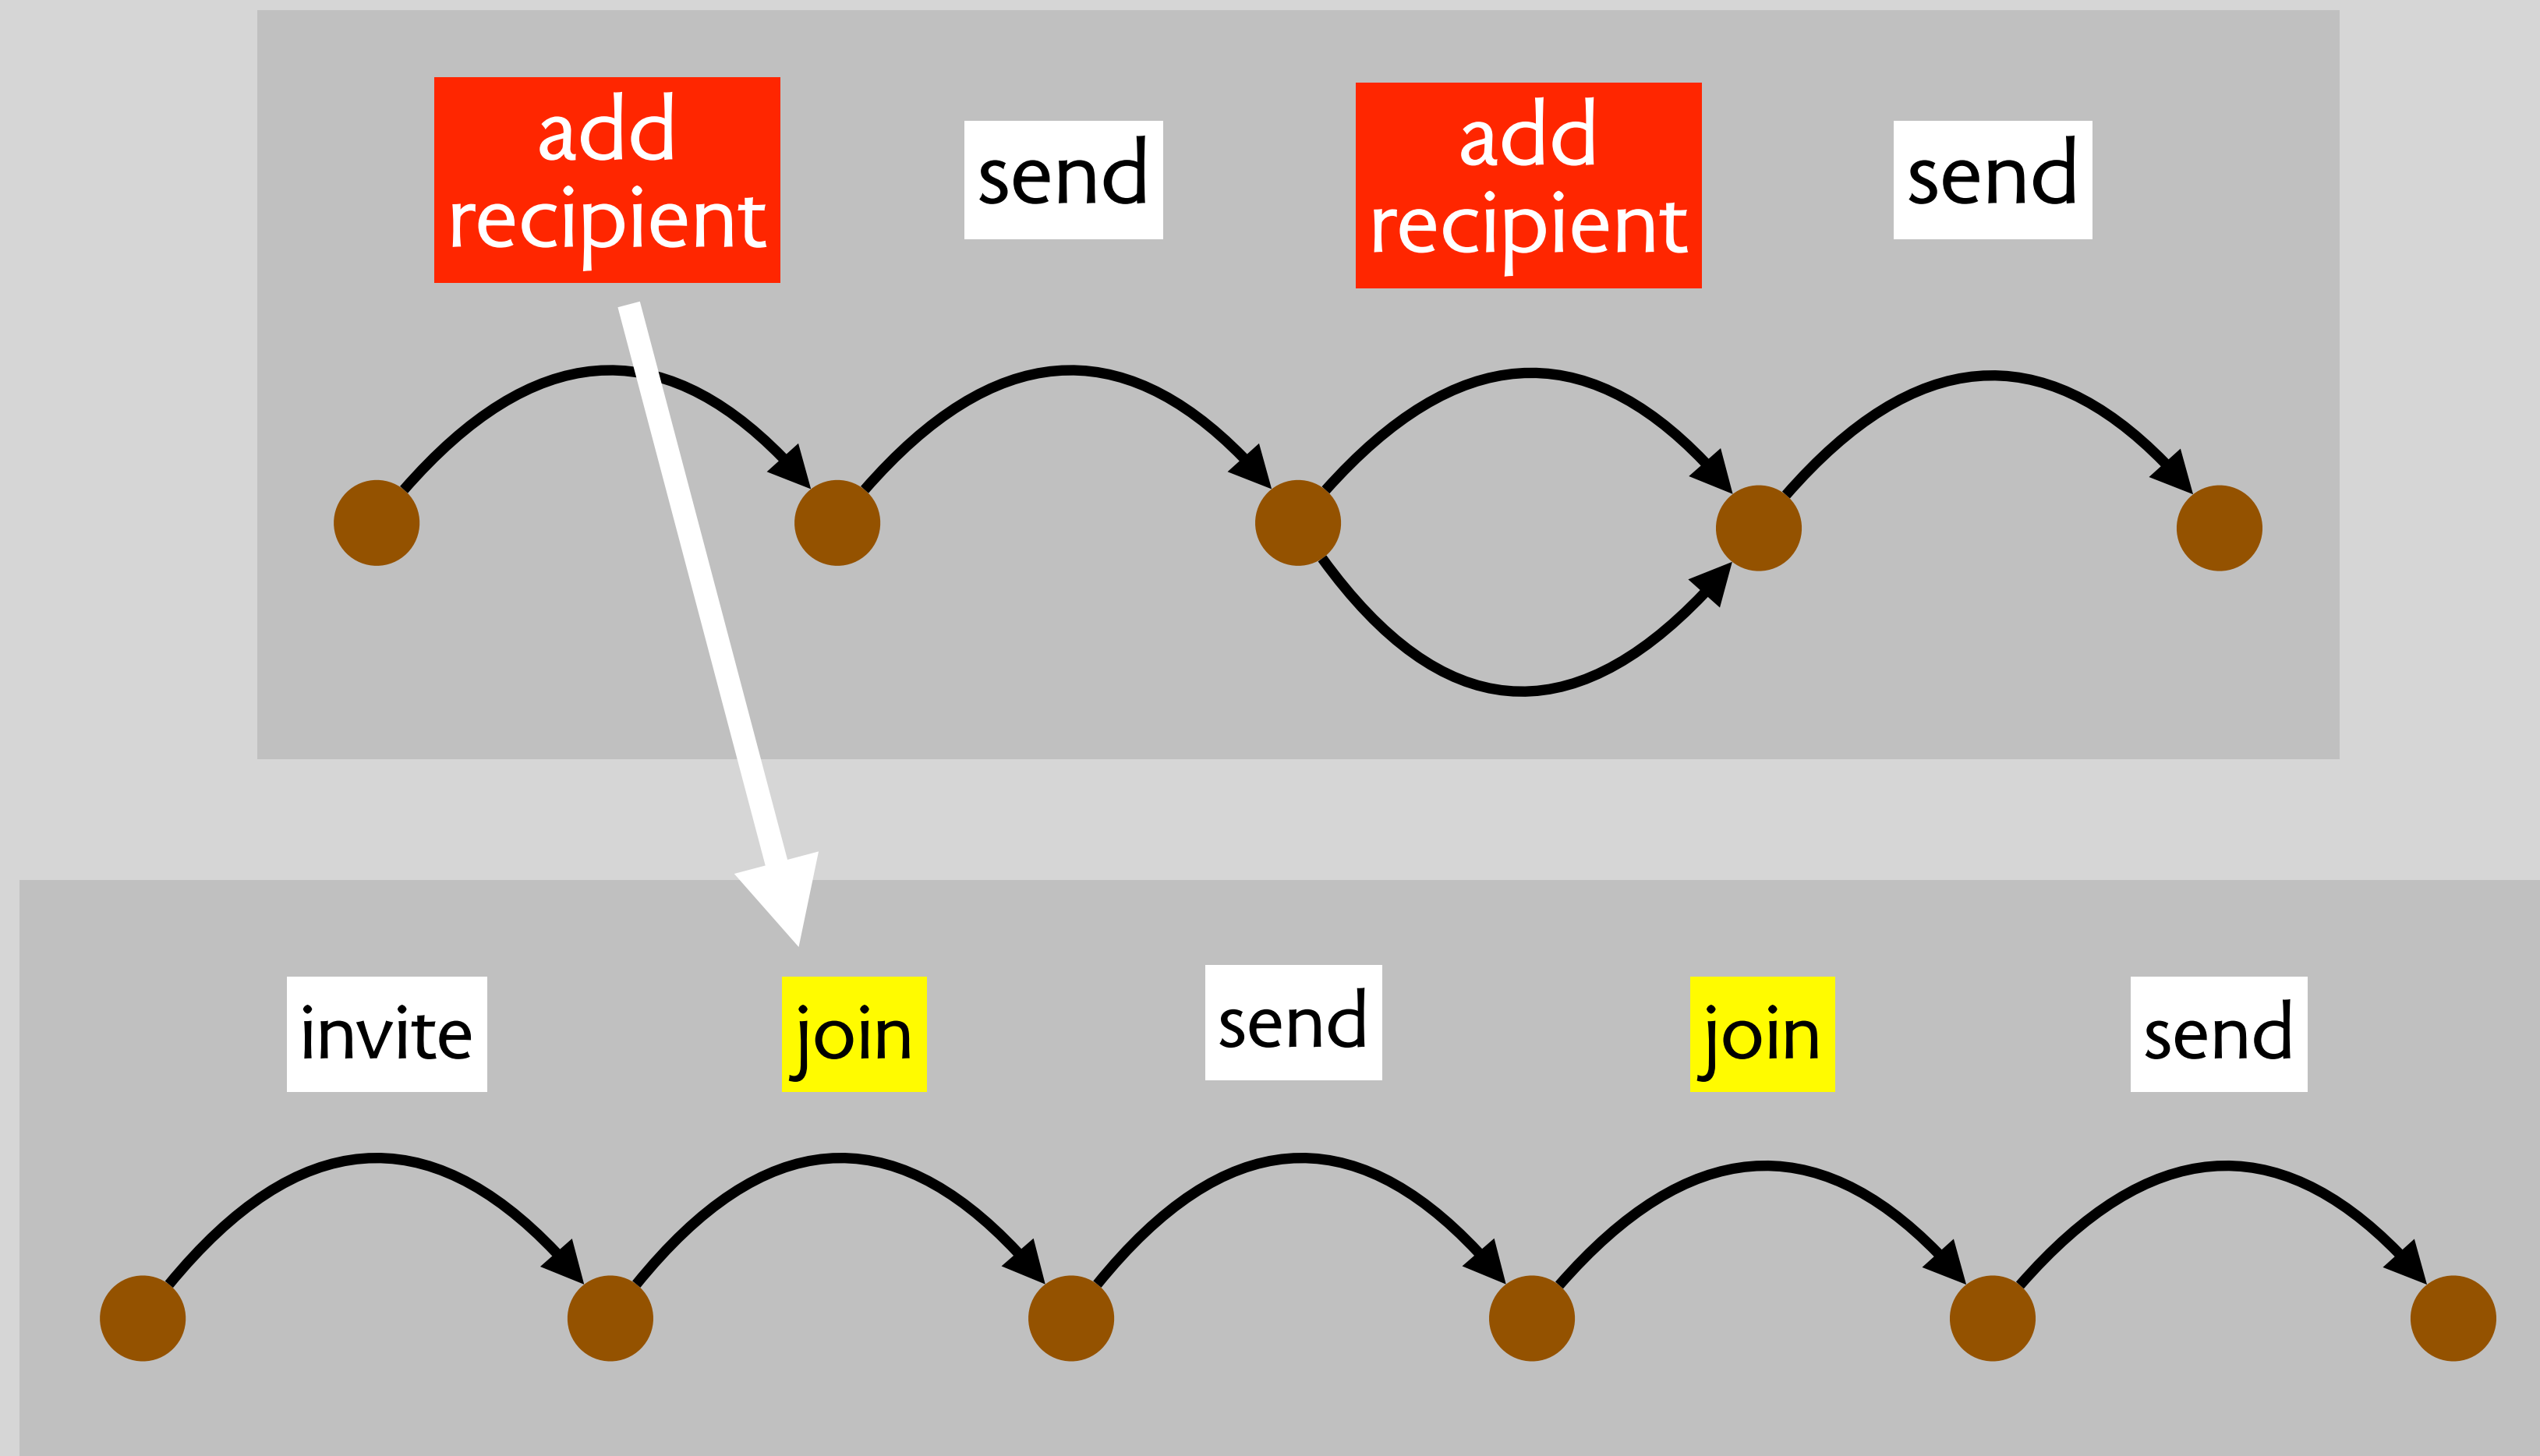 add
recipient
send
add
recipient
send
invite
join
send
join
send